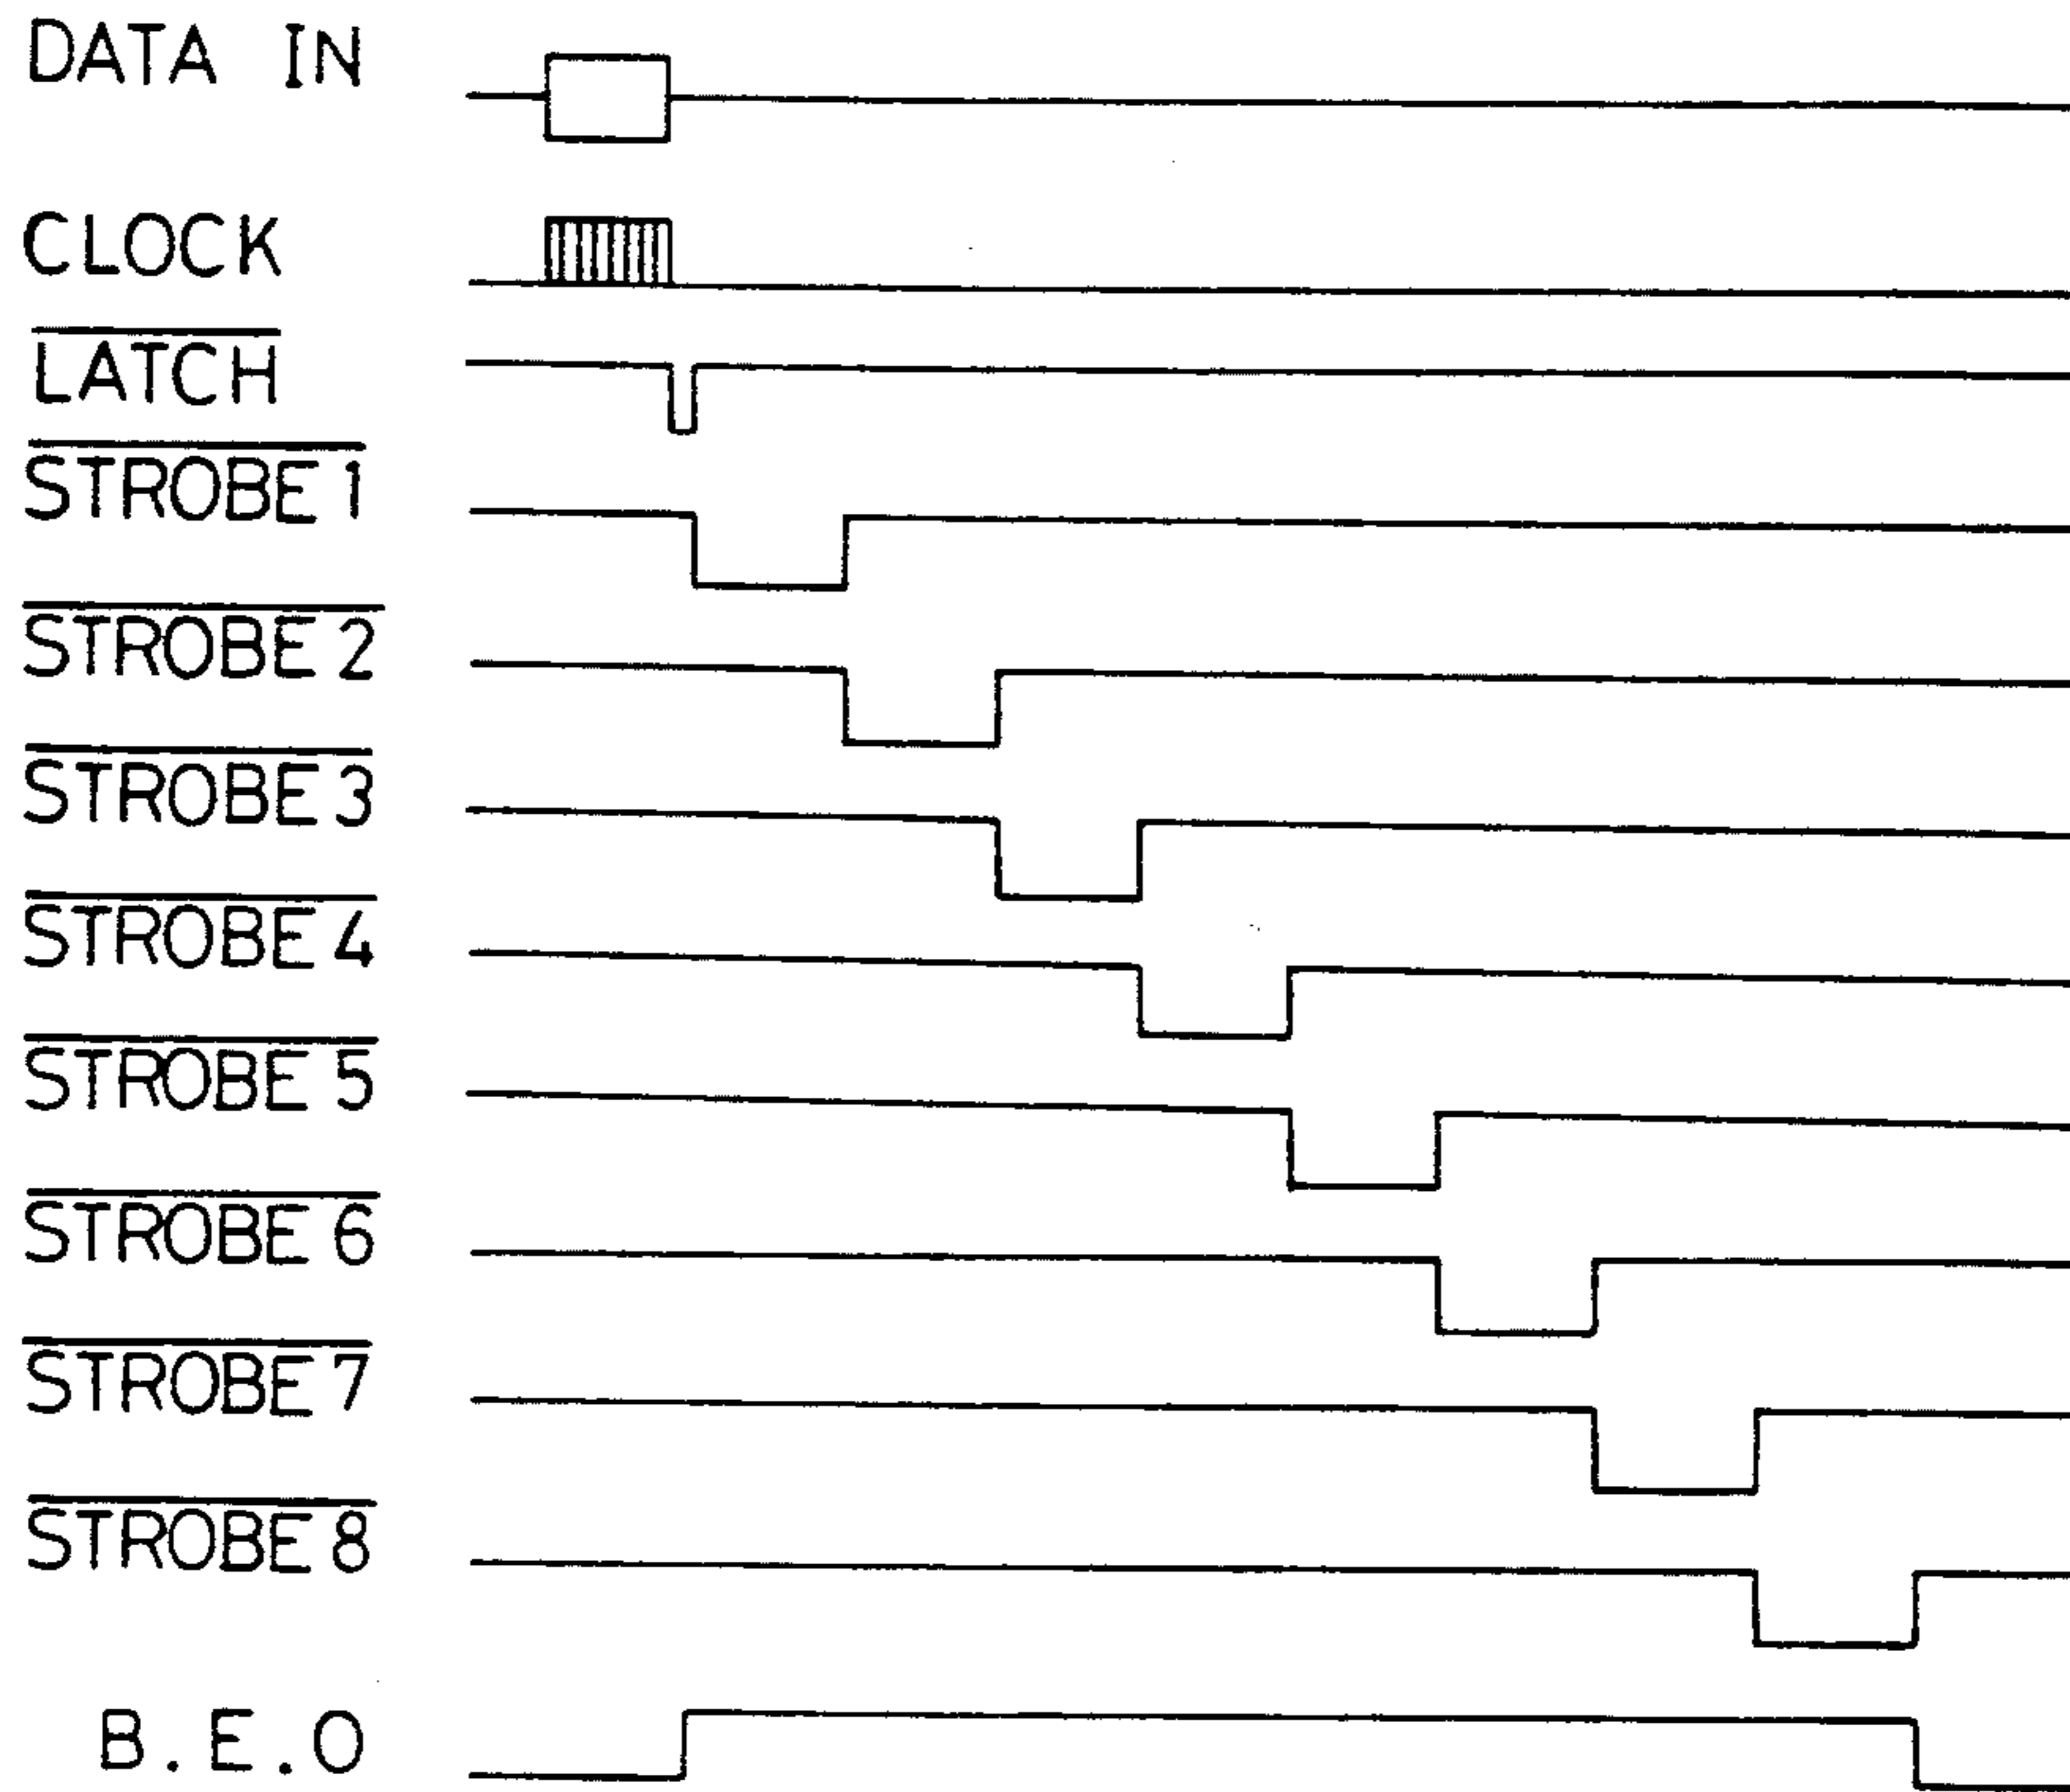 DATA IN
CLOCK
LATCH
STROBE 1
STROBE 2
STROBE 3
STROBE 4
STROBE 5
STROBE 6
STROBE 7
STROBE 8
B.E.O